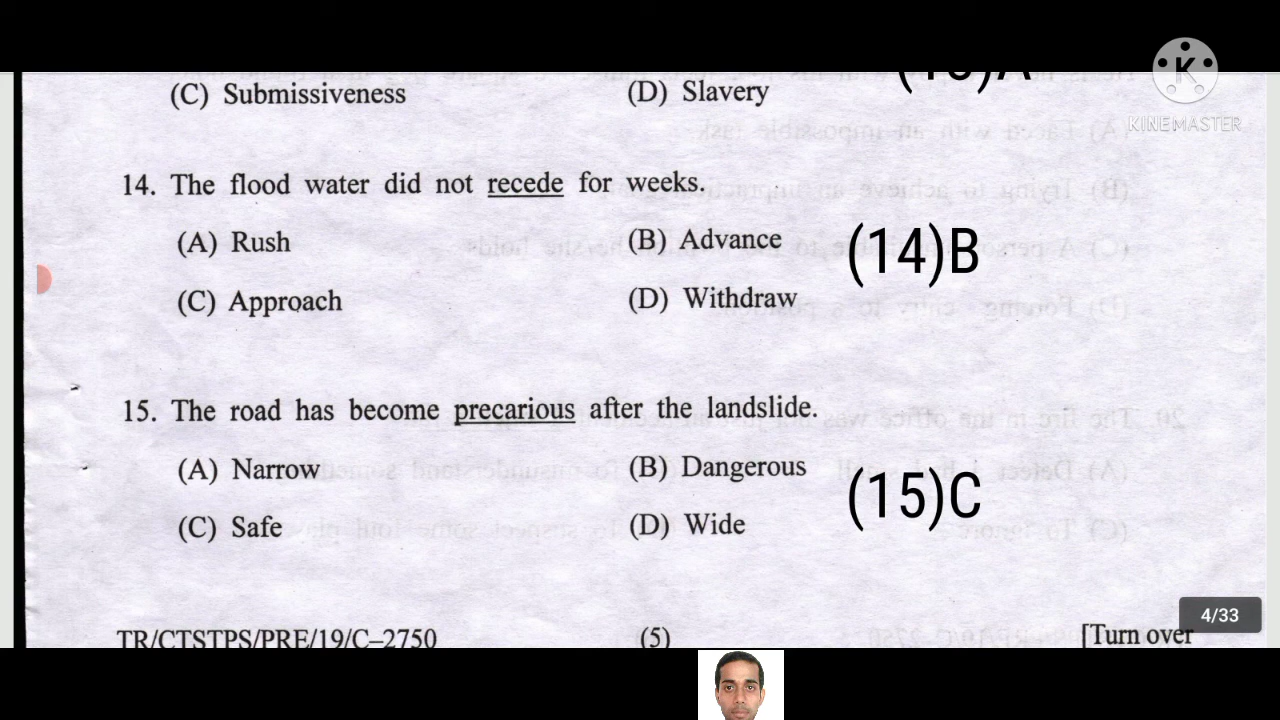 (C) Submissiveness (D) Slavery
K
KINEMASTER
14. The flood water did not recede for weeks.
(A) Rush (B) Advance
(14)B
(C) Approach (D) Withdraw
15. The road has become precarious after the landslide.
(A) Narrow (B) Dangerous
(15)C
(C) Safe (D) Wide
4/33
TR/CTSTPS/PRE/19/C–2750 (5) [Turn over